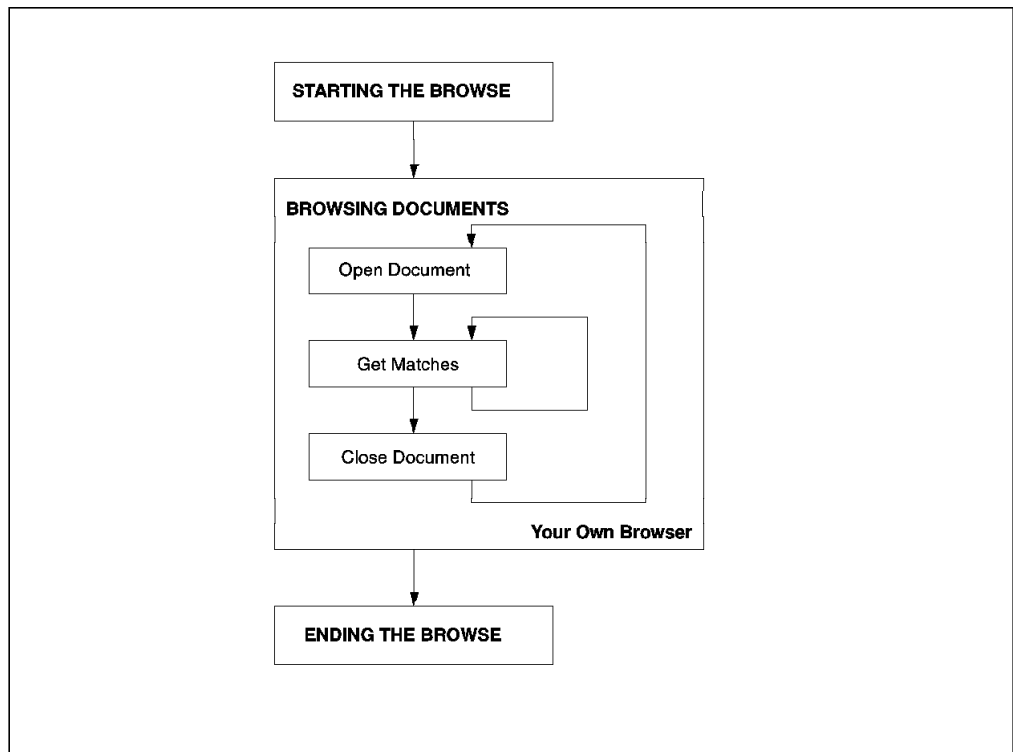 STARTING THE BROWSE
BROWSING DOCUMENTS
Open Document
Get Matches
Close Document
Your Own Browser
ENDING THE BROWSE